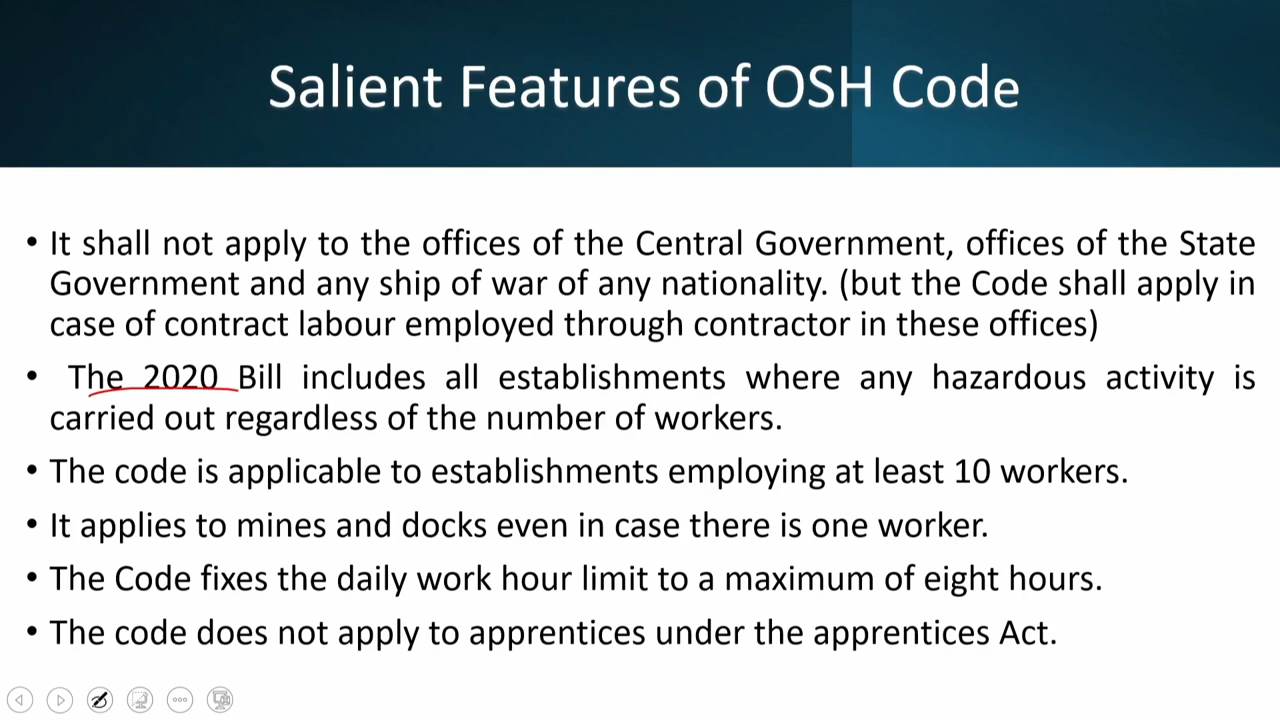 Salient Features of OSH Code
• It shall not apply to the offices of the Central Government, offices of the State
Government and any ship of war of any nationality. (but the Code shall apply in
case of contract labour employed through contractor in these offices)
• The 2020 Bill includes all establishments where any hazardous activity is
carried out regardless of the number of workers.
• The code is applicable to establishments employing at least 10 workers.
• It applies to mines and docks even in case there is one worker.
• The Code fixes the daily work hour limit to a maximum of eight hours.
• The code does not apply to apprentices under the apprentices Act.